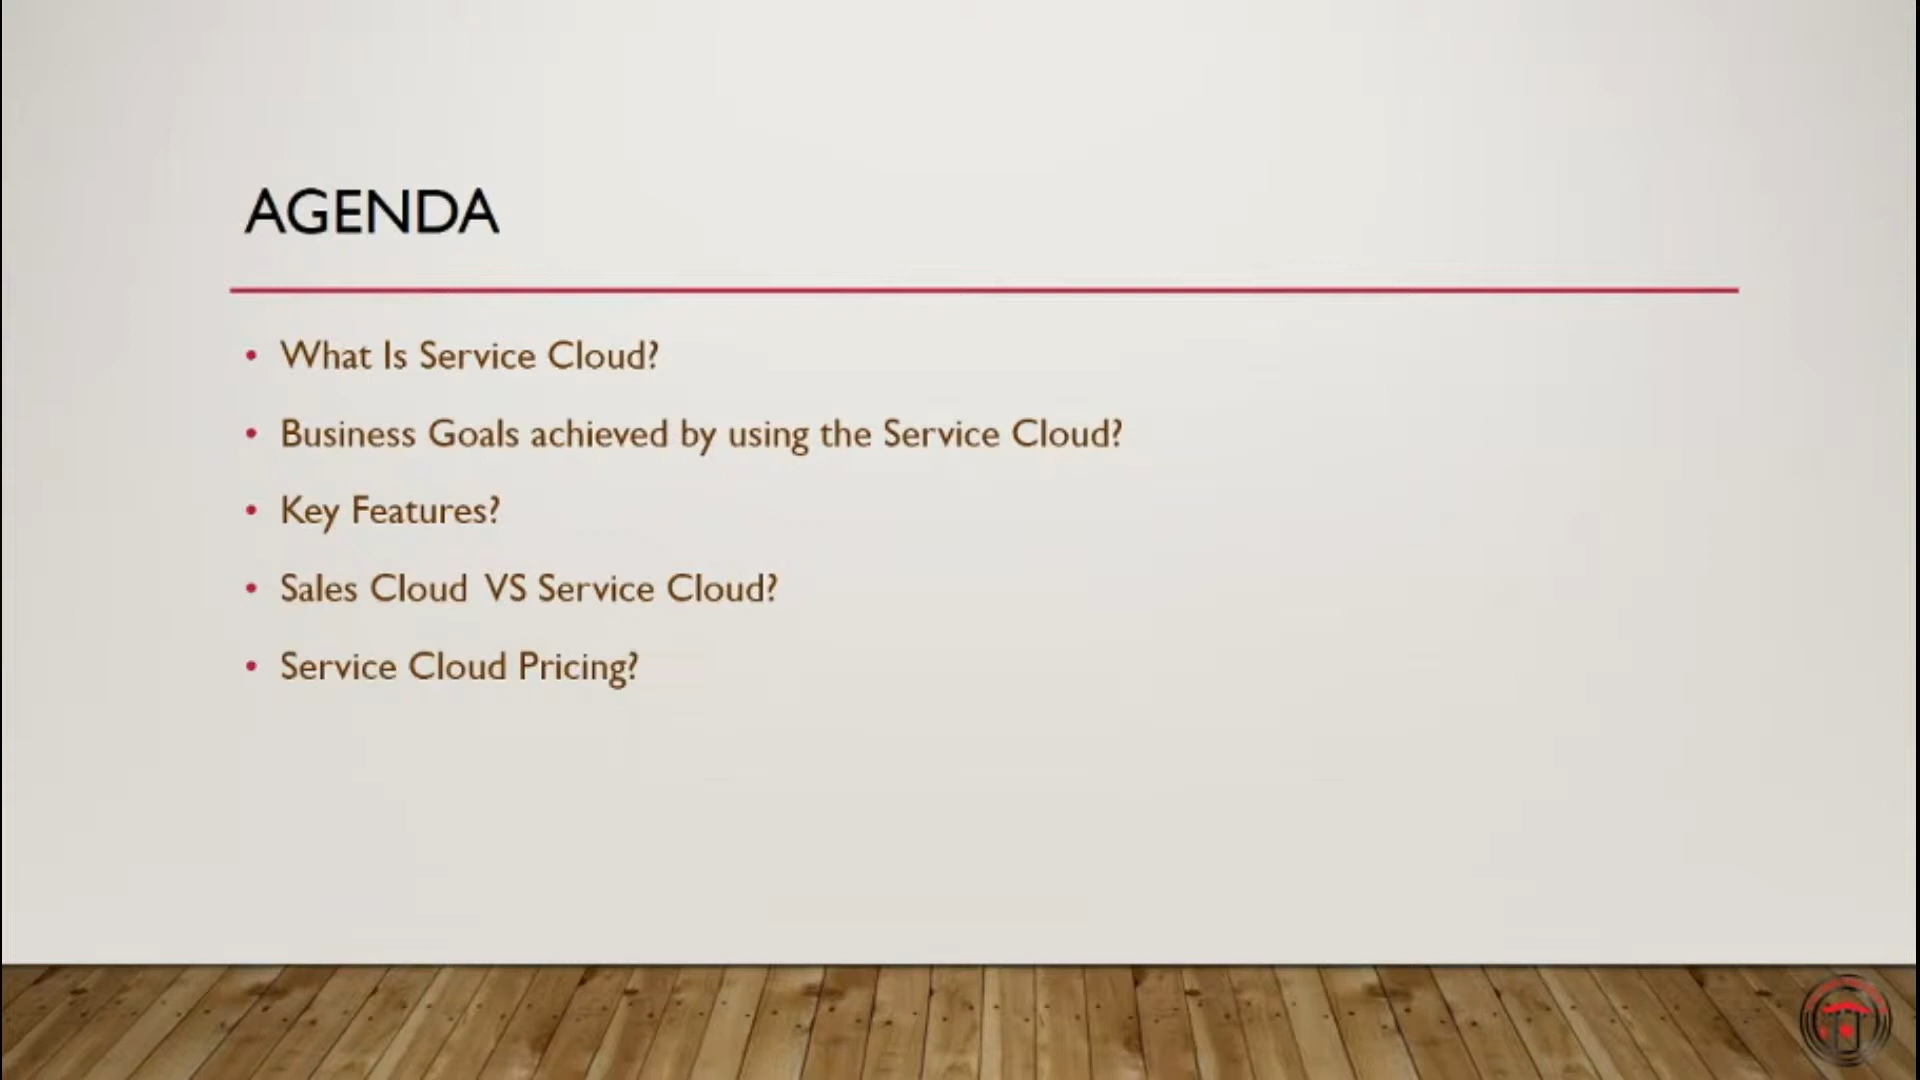 AGENDA
• What Is Service Cloud?
• Business Goals achieved by using the Service Cloud?
• Key Features?
• Sales Cloud VS Service Cloud?
• Service Cloud Pricing?